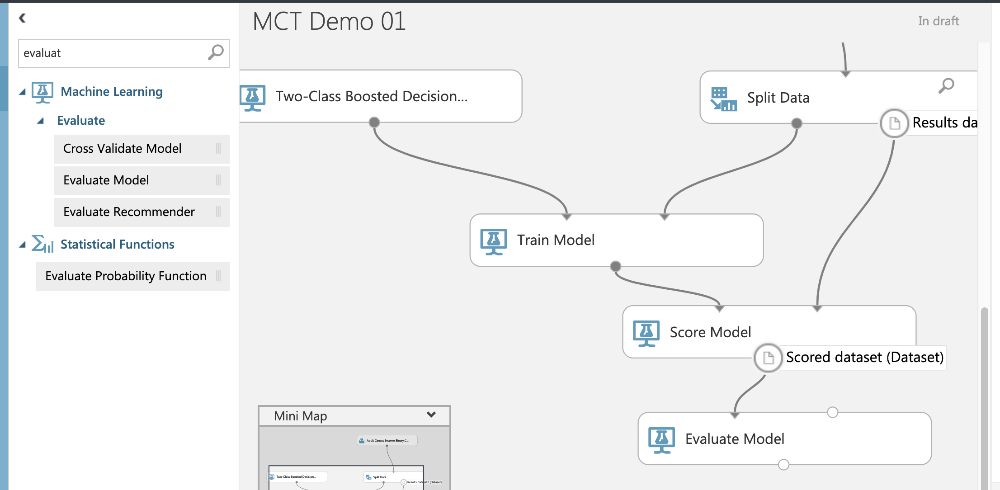 MCT Demo 01
In draft
evaluat
Machine Learning
Evaluate
Cross Validate Model
Evaluate Model
Evaluate Recommender
Statistical Functions
Evaluate Probability Function
Two-Class Boosted Decision...
Split Data
Results da
Train Model
Score Model
Scored dataset (Dataset)
Evaluate Model
Mini Map
Adult Census Income Binary C...
Two-Class Boosted Decision...
Split Data
Results dataset2 (Dataset)